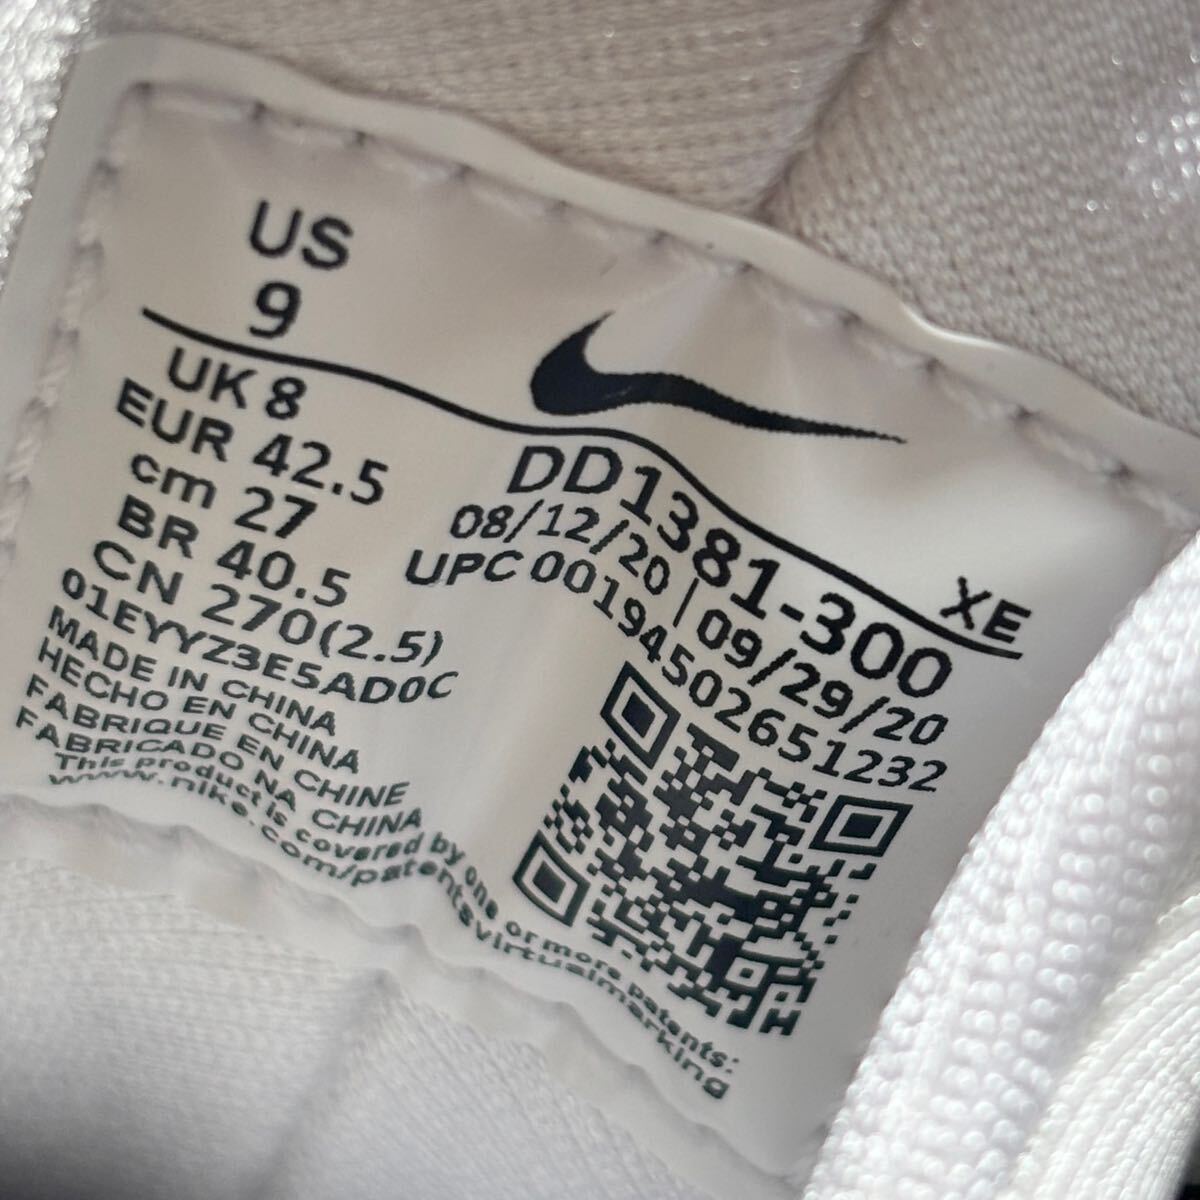 US
9
UK 8
EUR 42.5
cm 27
BR 40.5
CN 270(2.5)
01EYYZ3E5AD0C
MADE IN CHINA
HECHO EN CHINA
FABRIQUE EN CHINE
FABRICADO NA CHINA
This product is covered by one or more patents:
www.nike.com/patentsvirtualmarking
XE
DD1381-300
08/12/20 | 09/29/20
UPC 00194502651232